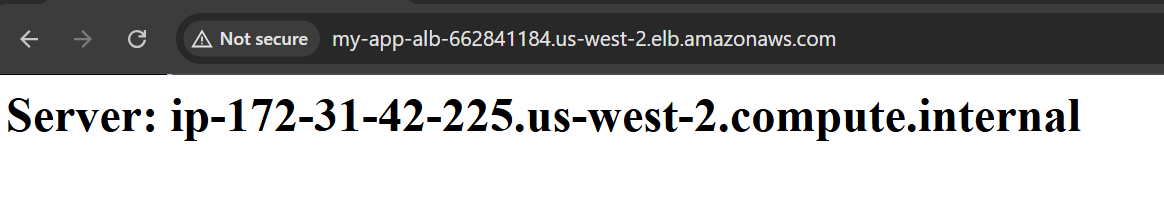 Not secure my-app-alb-662841184.us-west-2.elb.amazonaws.com
Server: ip-172-31-42-225.us-west-2.compute.internal